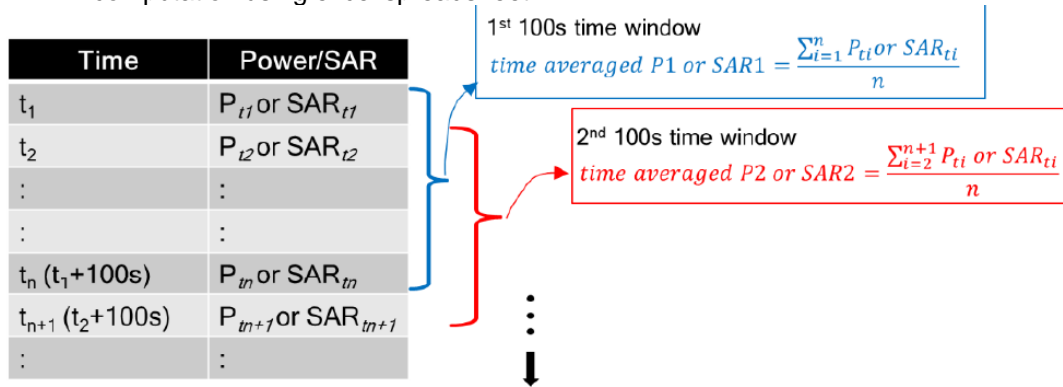 1st 100s time window
time averaged P1 or SAR1 = ∑ⁿᵢ₌₁ Pti or SARti / n
2nd 100s time window
time averaged P2 or SAR2 = ∑ⁿ⁺¹ᵢ₌₂ Pti or SARti / n
Time Power/SAR
t1 Pt1 or SARt1
t2 Pt2 or SARt2
: :
: :
tn (t1+100s) Ptn or SARtn
tn+1 (t2+100s) Ptn+1 or SARtn+1
: :